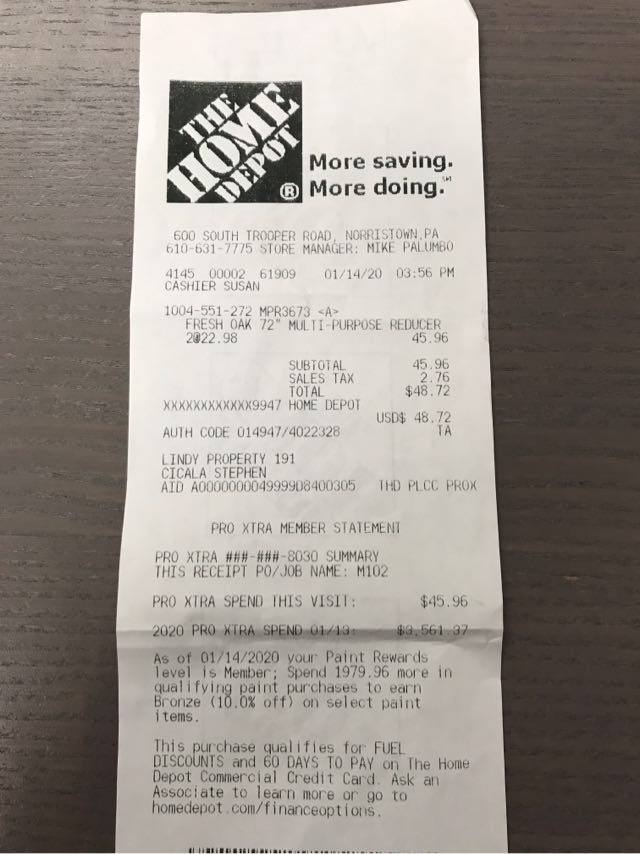 THE
HOME
DEPOT ®
More saving.
More doing.℠
600 SOUTH TROOPER ROAD, NORRISTOWN,PA
610-631-7775 STORE MANAGER: MIKE PALUMBO
4145 00002 61909 01/14/20 03:56 PM
CASHIER SUSAN
1004-551-272 MPR3673 <A>
FRESH OAK 72" MULTI-PURPOSE REDUCER
2@22.98 45.96
SUBTOTAL 45.96
SALES TAX 2.76
TOTAL $48.72
XXXXXXXXXXXX9947 HOME DEPOT
USD$ 48.72
AUTH CODE 014947/4022328 TA
LINDY PROPERTY 191
CICALA STEPHEN
AID A0000000049999D8400305 THD PLCC PROX
PRO XTRA MEMBER STATEMENT
PRO XTRA ###-###-8030 SUMMARY
THIS RECEIPT PO/JOB NAME: M102
PRO XTRA SPEND THIS VISIT: $45.96
2020 PRO XTRA SPEND 01/13: $3,561.37
As of 01/14/2020 your Paint Rewards
level is Member; Spend 1979.96 more in
qualifying paint purchases to earn
Bronze (10.0% off) on select paint
items.
This purchase qualifies for FUEL
DISCOUNTS and 60 DAYS TO PAY on The Home
Depot Commercial Credit Card. Ask an
Associate to learn more or go to
homedepot.com/financeoptions.